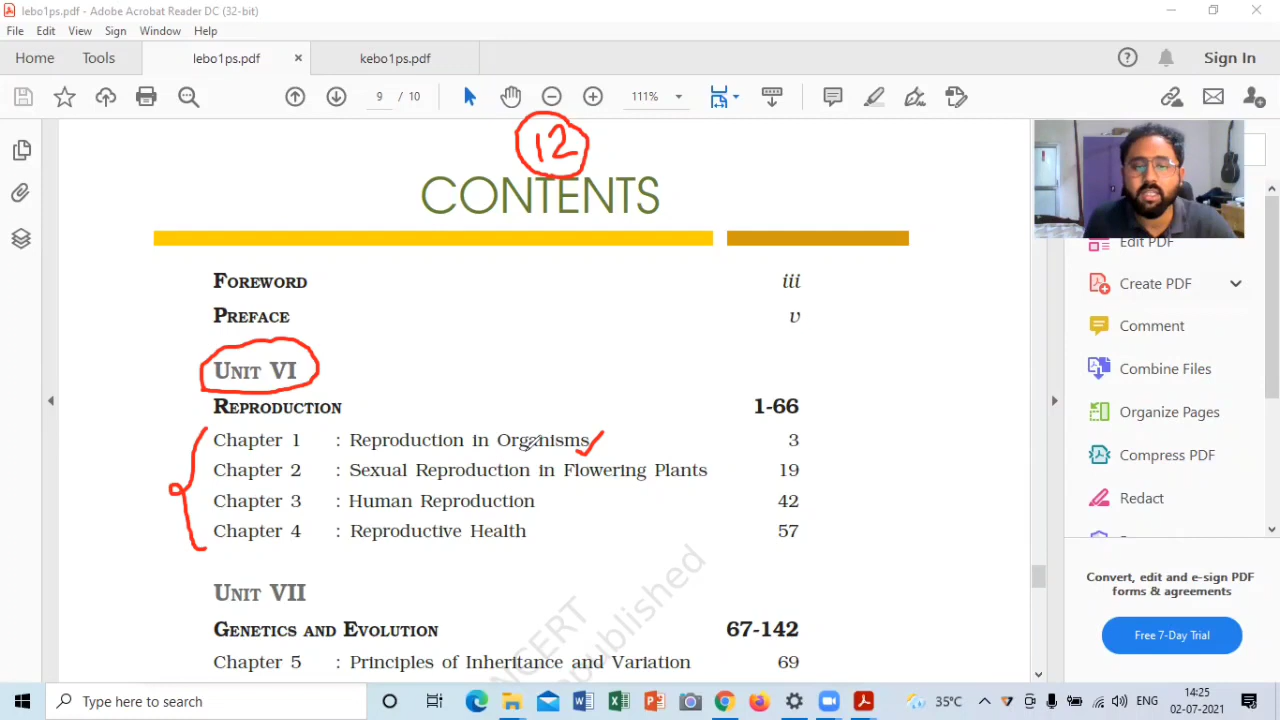 lebo1ps.pdf - Adobe Acrobat Reader DC (32-bit)
File Edit View Sign Window Help
Home Tools lebo1ps.pdf × kebo1ps.pdf Sign In
9 / 10 111%
12
CONTENTS
FOREWORD iii
PREFACE v
UNIT VI
REPRODUCTION 1-66
Chapter 1 : Reproduction in Organisms 3
Chapter 2 : Sexual Reproduction in Flowering Plants 19
Chapter 3 : Human Reproduction 42
Chapter 4 : Reproductive Health 57
UNIT VII
GENETICS AND EVOLUTION 67-142
Chapter 5 : Principles of Inheritance and Variation 69
NCERT
published
Edit PDF
Create PDF
Comment
Combine Files
Organize Pages
Compress PDF
Redact
Convert, edit and e-sign PDF
forms & agreements
Free 7-Day Trial
Type here to search
35°C
ENG
14:25
02-07-2021